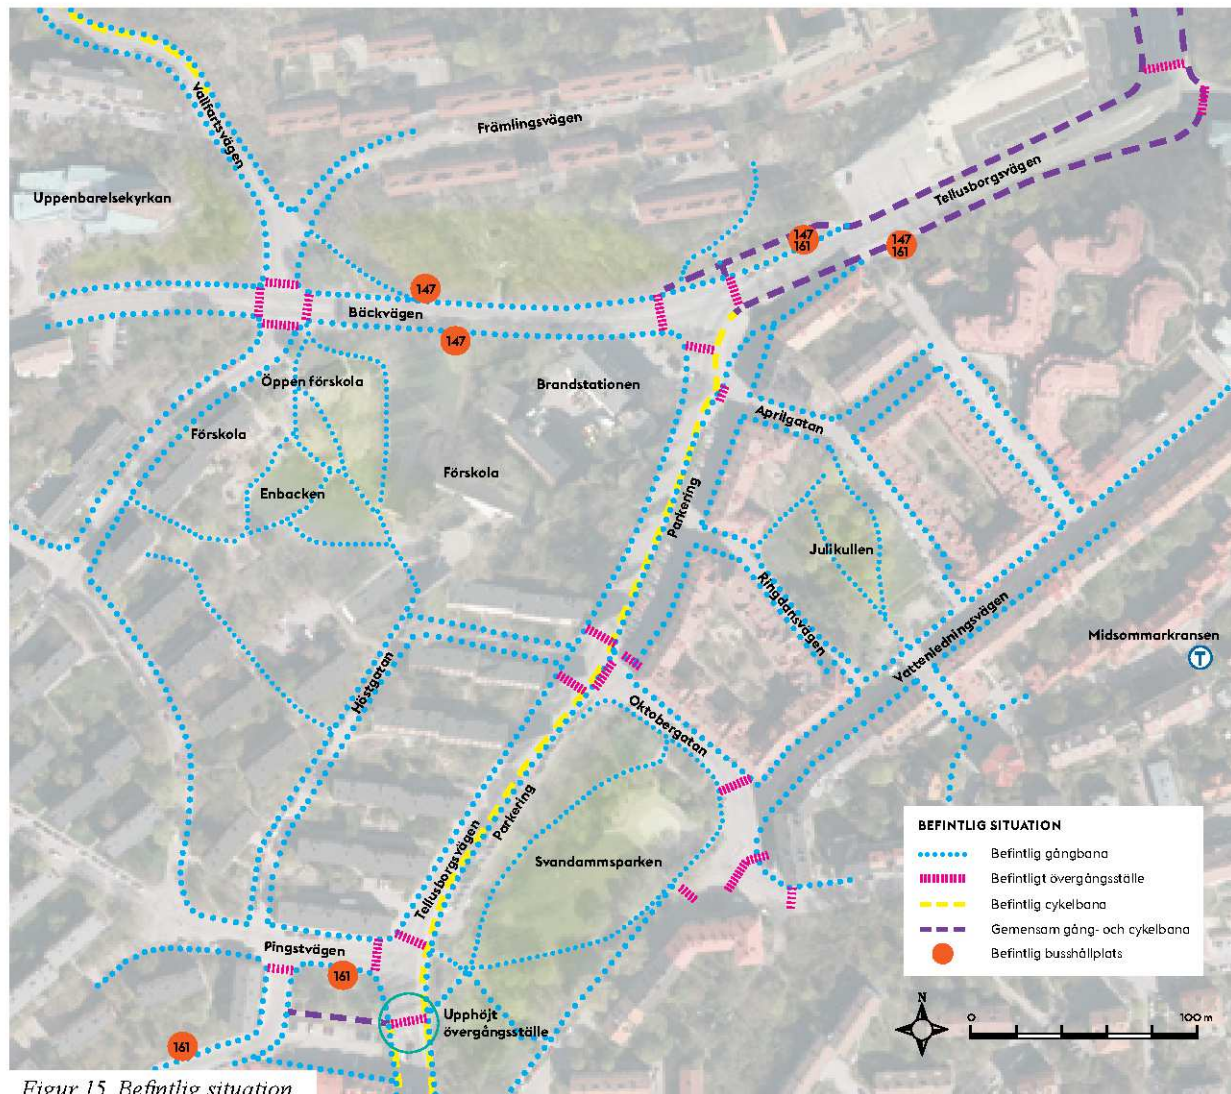 Vallfartsvägen
Främlingsvägen
Uppenbarelsekyrkan
Tellusborgsvägen
147
161
147
161
147
Bäckvägen
147
Öppen förskola
Brandstationen
Aprilgatan
Förskola
Förskola
Enbacken
Parkering
Julikullen
Ringdansvägen
Vattenledningsvägen
Midsommarkransen
T
Höstgatan
Oktobergatan
Parkering
Tellusborgsvägen
Svandammsparken
BEFINTLIG SITUATION
Befintlig gångbana
Befintligt övergångsställe
Befintlig cykelbana
Gemensam gång- och cykelbana
Befintlig busshållplats
Pingstvägen
161
Upphöjt
övergångsställe
161
N
0
100 m
Figur 15. Befintlig situation